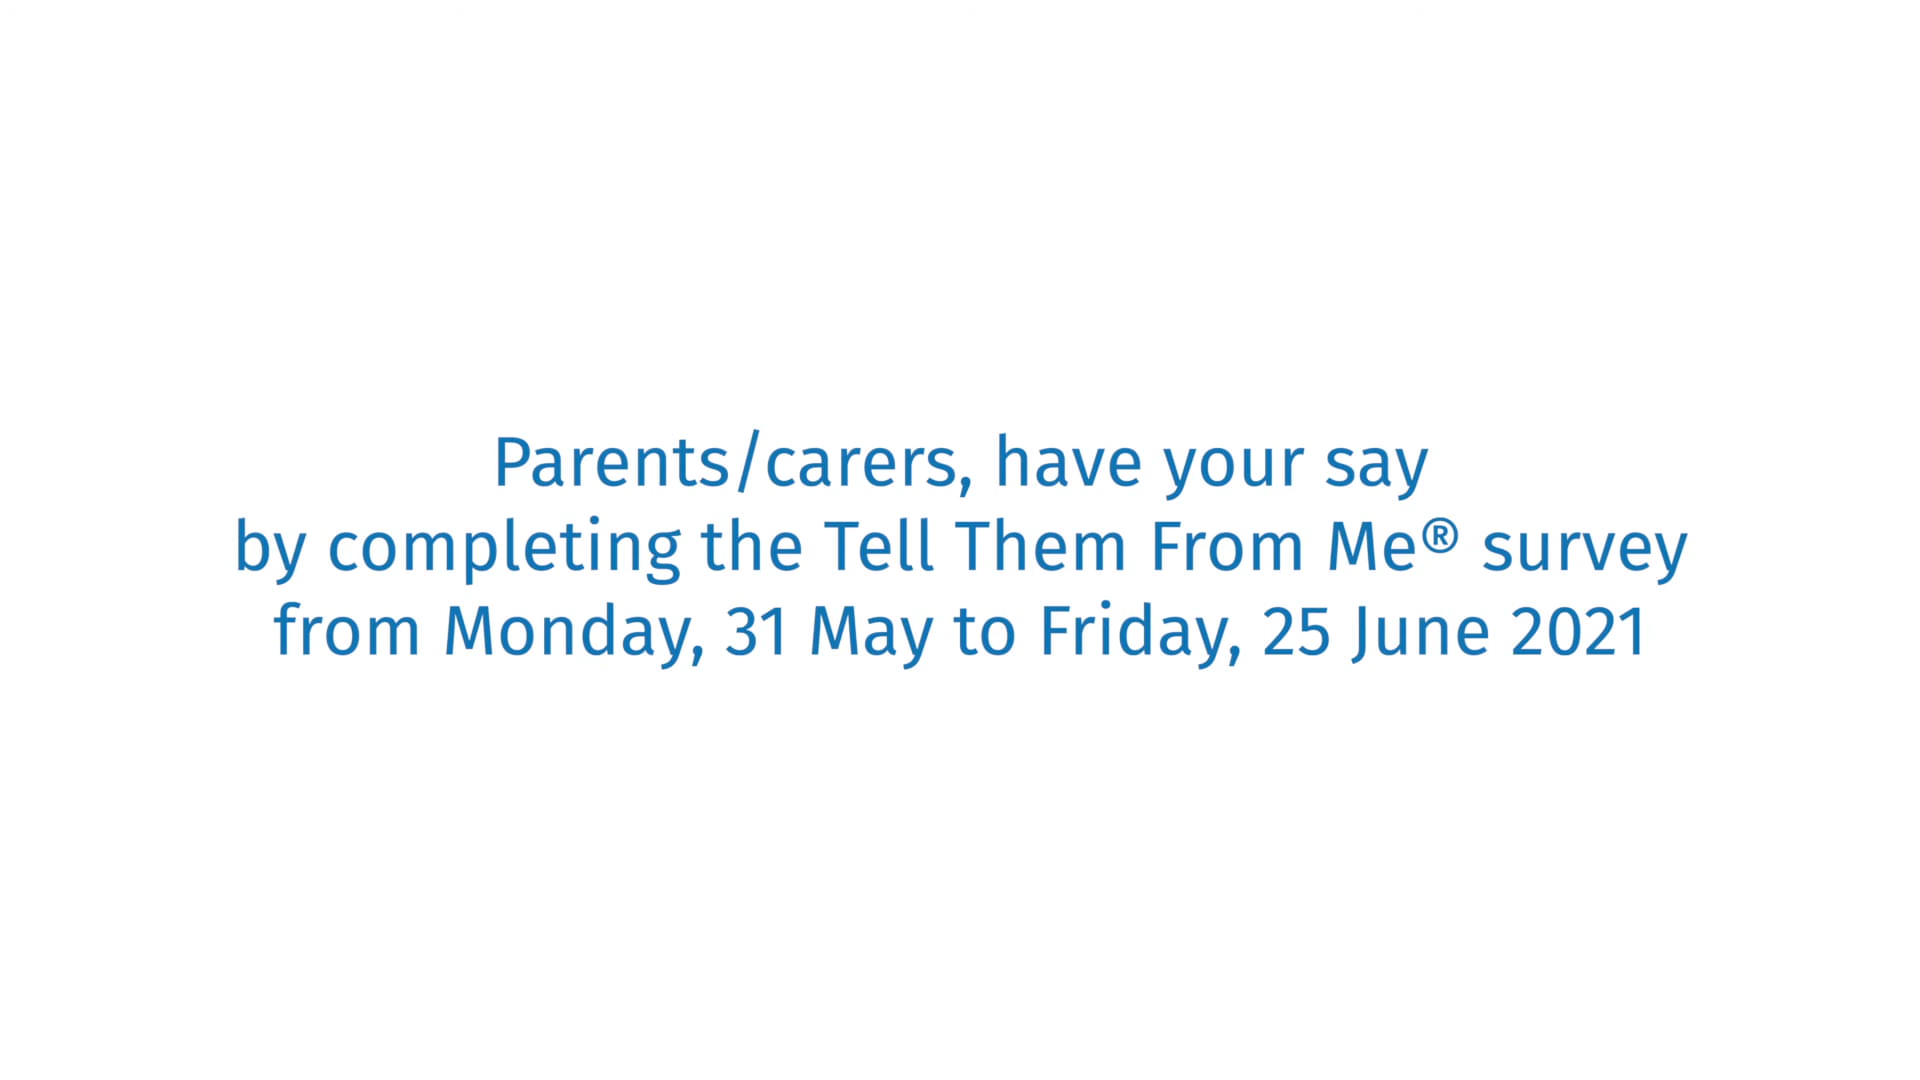 Parents/carers, have your say
by completing the Tell Them From Me® survey
from Monday, 31 May to Friday, 25 June 2021